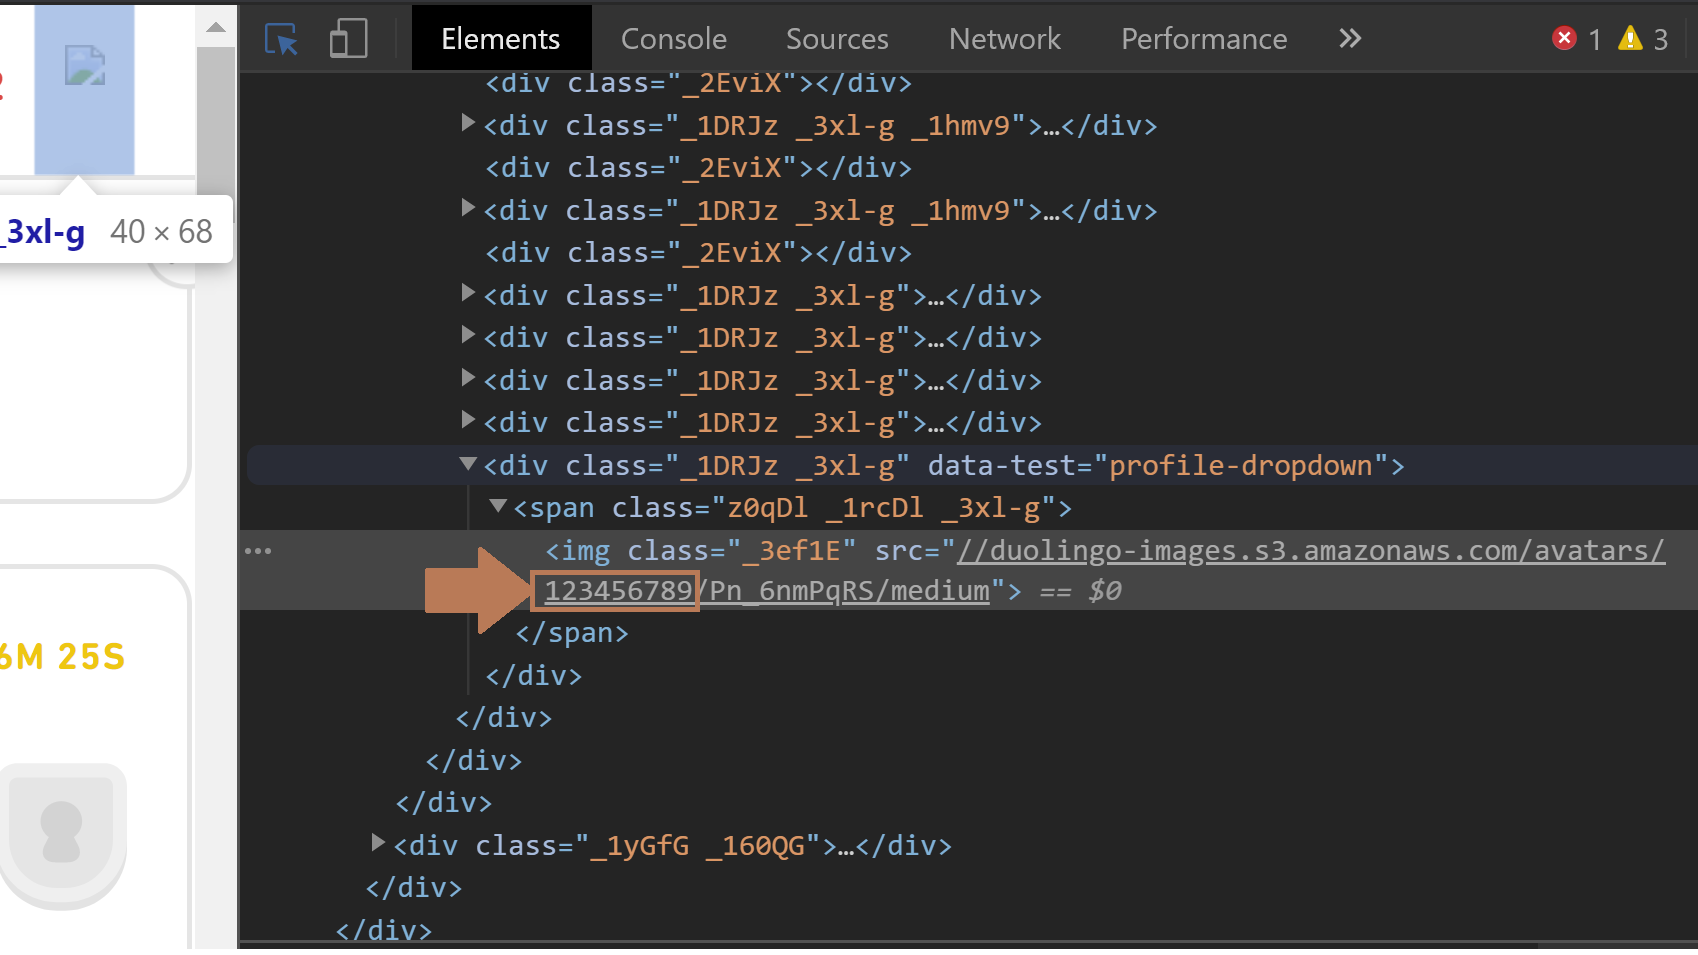 Elements Console Sources Network Performance » 1 3
<div class="_2EviX"></div>
<div class="_1DRJz _3xl-g _1hmv9">…</div>
<div class="_2EviX"></div>
<div class="_1DRJz _3xl-g _1hmv9">…</div>
<div class="_2EviX"></div>
<div class="_1DRJz _3xl-g">…</div>
<div class="_1DRJz _3xl-g">…</div>
<div class="_1DRJz _3xl-g">…</div>
<div class="_1DRJz _3xl-g">…</div>
<div class="_1DRJz _3xl-g" data-test="profile-dropdown">
<span class="z0qDl _1rcDl _3xl-g">
<img class="_3ef1E" src="//duolingo-images.s3.amazonaws.com/avatars/
123456789/Pn_6nmPqRS/medium"> == $0
</span>
</div>
</div>
</div>
</div>
<div class="_1yGfG _160QG">…</div>
</div>
</div>
_3xl-g 40 × 68
6M 25S